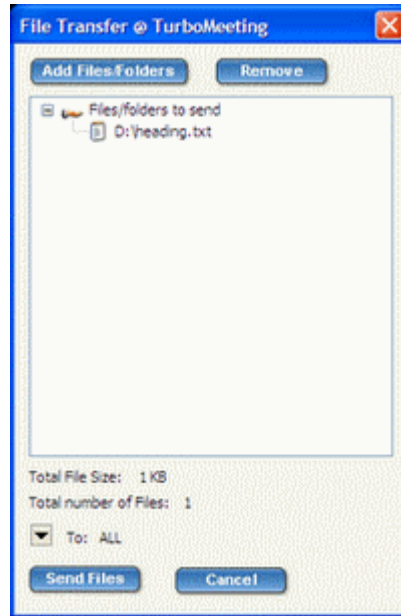 File Transfer @ TurboMeeting
Add Files/Folders Remove
Files/folders to send
D:\heading.txt
Total File Size: 1 KB
Total number of Files: 1
To: ALL
Send Files Cancel